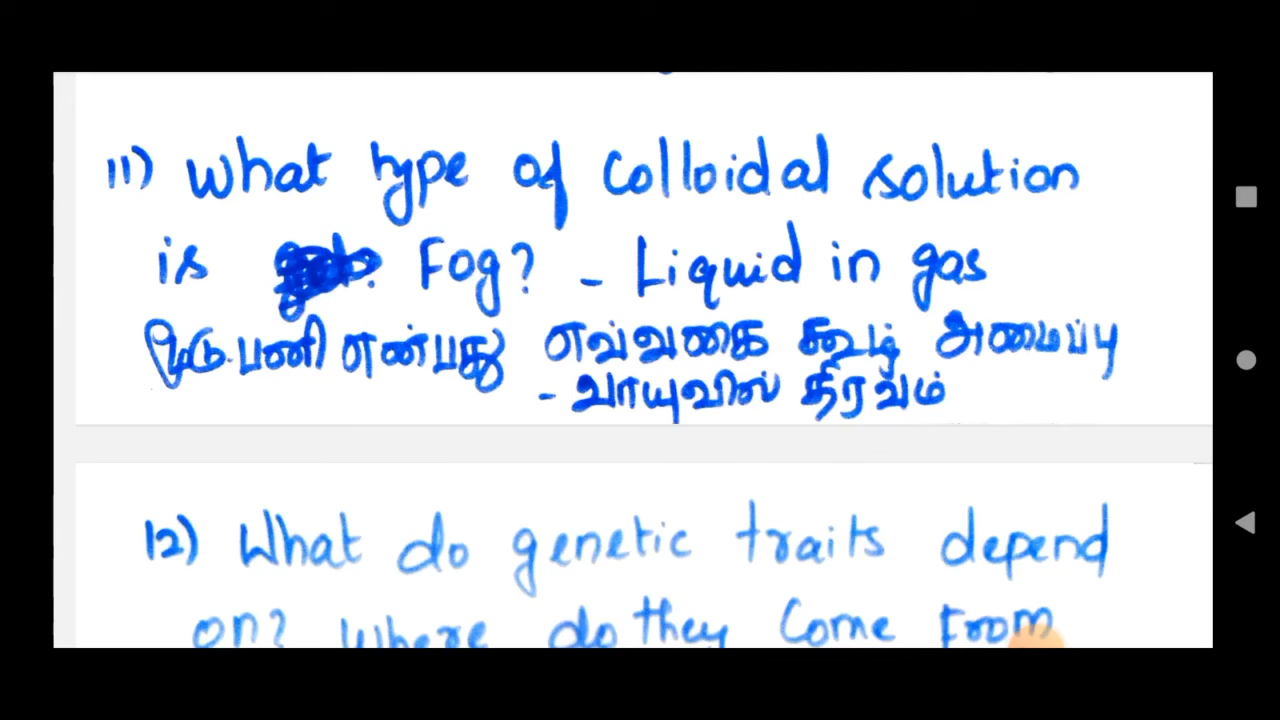 11) What type of colloidal solution
is Fog? - Liquid in gas
மூடுபனி என்பது எவ்வகை கூழ் அமைப்பு
- வாயுவில் திரவம்
12) What do genetic traits depend
on? Where do they Come From